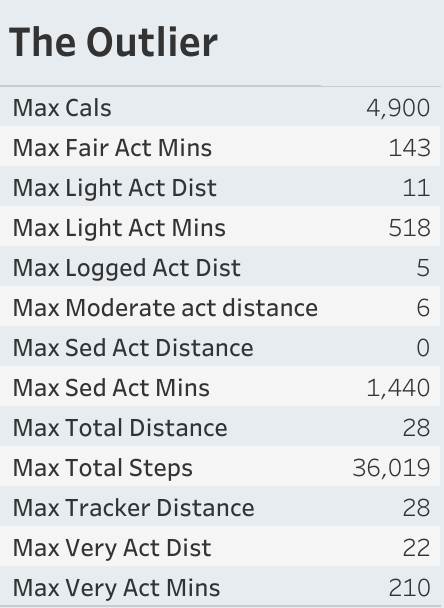 The Outlier
Max Cals 4,900
Max Fair Act Mins 143
Max Light Act Dist 11
Max Light Act Mins 518
Max Logged Act Dist 5
Max Moderate act distance 6
Max Sed Act Distance 0
Max Sed Act Mins 1,440
Max Total Distance 28
Max Total Steps 36,019
Max Tracker Distance 28
Max Very Act Dist 22
Max Very Act Mins 210